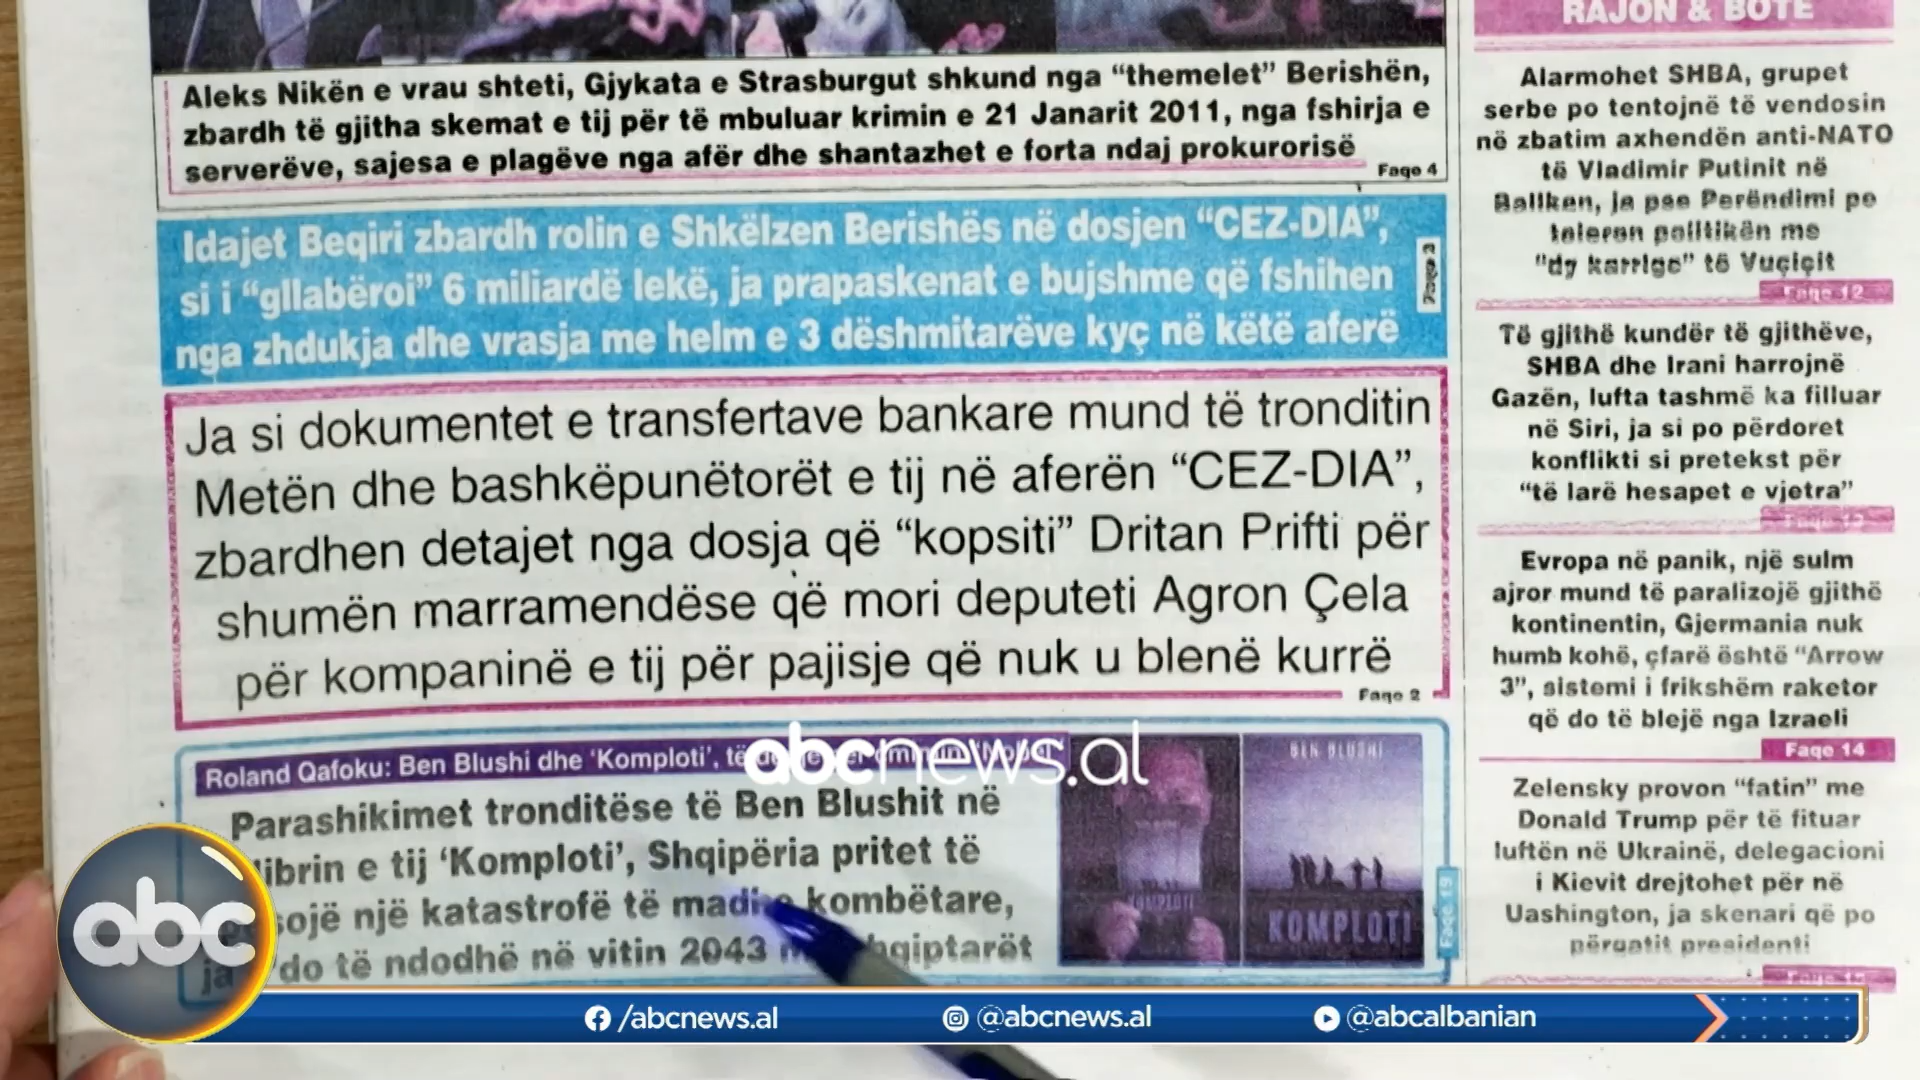 Aleks Nikën e vrau shteti, Gjykata e Strasburgut shkund nga “themelet” Berishën,
zbardh të gjitha skemat e tij për të mbuluar krimin e 21 Janarit 2011, nga fshirja e
serverëve, sajesa e plagëve nga afër dhe shantazhet e forta ndaj prokurorisë
Faqe 4
Idajet Beqiri zbardh rolin e Shkëlzen Berishës në dosjen “CEZ-DIA”,
si i “gllabëroi” 6 miliardë lekë, ja prapaskenat e bujshme që fshihen
nga zhdukja dhe vrasja me helm e 3 dëshmitarëve kyç në këtë aferë
Ja si dokumentet e transfertave bankare mund të tronditin
Metën dhe bashkëpunëtorët e tij në aferën “CEZ-DIA”,
zbardhen detajet nga dosja që “kopsiti” Dritan Prifti për
shumën marramendëse që mori deputeti Agron Çela
për kompaninë e tij për pajisje që nuk u blenë kurrë
Faqe 2
Roland Qafoku: Ben Blushi dhe ‘Komploti’,
Parashikimet tronditëse të Ben Blushit në
librin e tij ‘Komploti’, Shqipëria pritet të
një katastrofë të madhe kombëtare,
do të ndodhë në vitin 2043
BEN BLUSHI
KOMPLOTI
KOMPLOTI
Faqe 19
RAJON & BOTË
Alarmohet SHBA, grupet
serbe po tentojnë të vendosin
në zbatim axhendën anti-NATO
të Vladimir Putinit në
Ballkan, ja pse Perëndimi po
toleron politikën me
“dy karrige” të Vuçiçit
Faqe 12
Të gjithë kundër të gjithëve,
SHBA dhe Irani harrojnë
Gazën, lufta tashmë ka filluar
në Siri, ja si po përdoret
konflikti si pretekst për
“të larë hesapet e vjetra”
Evropa në panik, një sulm
ajror mund të paralizojë gjithë
kontinentin, Gjermania nuk
humb kohë, çfarë është “Arrow
3”, sistemi i frikshëm raketor
që do të blejë nga Izraeli
Faqe 14
Zelensky provon “fatin” me
Donald Trump për të fituar
luftën në Ukrainë, delegacioni
i Kievit drejtohet për në
Uashington, ja skenari që po
përgatit presidenti
abcnews.al
abc
/abcnews.al
@abcnews.al
@abcalbanian